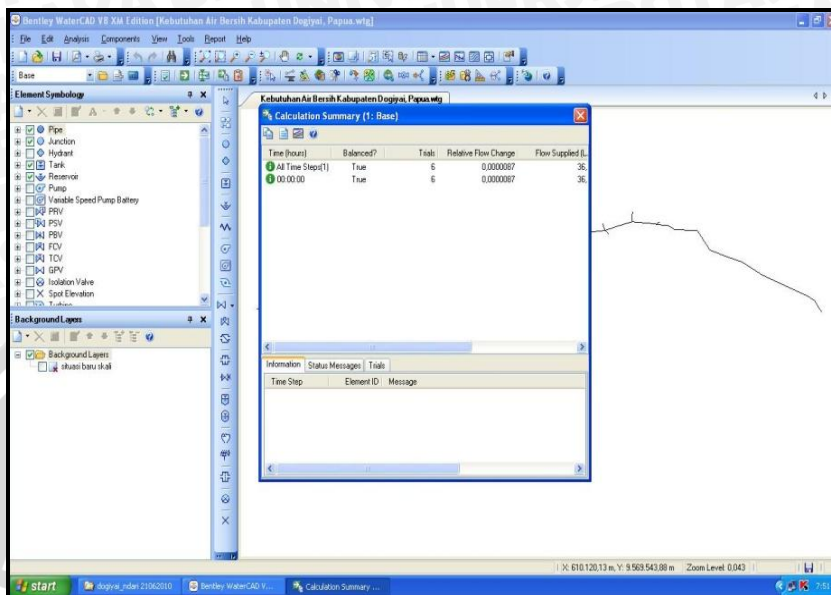 Bentley WaterCAD V8 XM Edition [Kebutuhan Air Bersih Kabupaten Dogiyai, Papua.wtg]
File Edit Analysis Components View Tools Report Help
Base
Element Symbology
Pipe
Junction
Hydrant
Tank
Reservoir
Pump
Variable Speed Pump Battery
PRV
PSV
PBV
FCV
TCV
GPV
Isolation Valve
Spot Elevation
Turbine
Background Layers
Background Layers
situasi baru skali
Kebutuhan Air Bersih Kabupaten Dogiyai, Papua.wtg
Calculation Summary (1: Base)
Time (hours) Balanced? Trials Relative Flow Change Flow Supplied (L
All Time Steps(1) True 6 0,0000087 36,
00:00:00 True 6 0,0000087 36,
Information Status Messages Trials
Time Step Element ID Message
X: 610.120,13 m, Y: 9.569.543,88 m Zoom Level: 0,043
start dogiyai_ndari 21062010 Bentley WaterCAD V... Calculation Summary ... 7:51